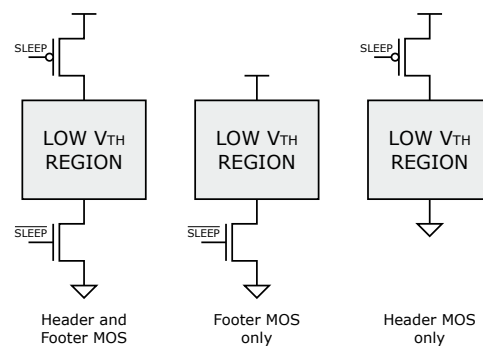 SLEEP
SLEEP
LOW VTH
REGION
LOW VTH
REGION
LOW VTH
REGION
SLEEP
SLEEP
Header and
Footer MOS
Footer MOS
only
Header MOS
only